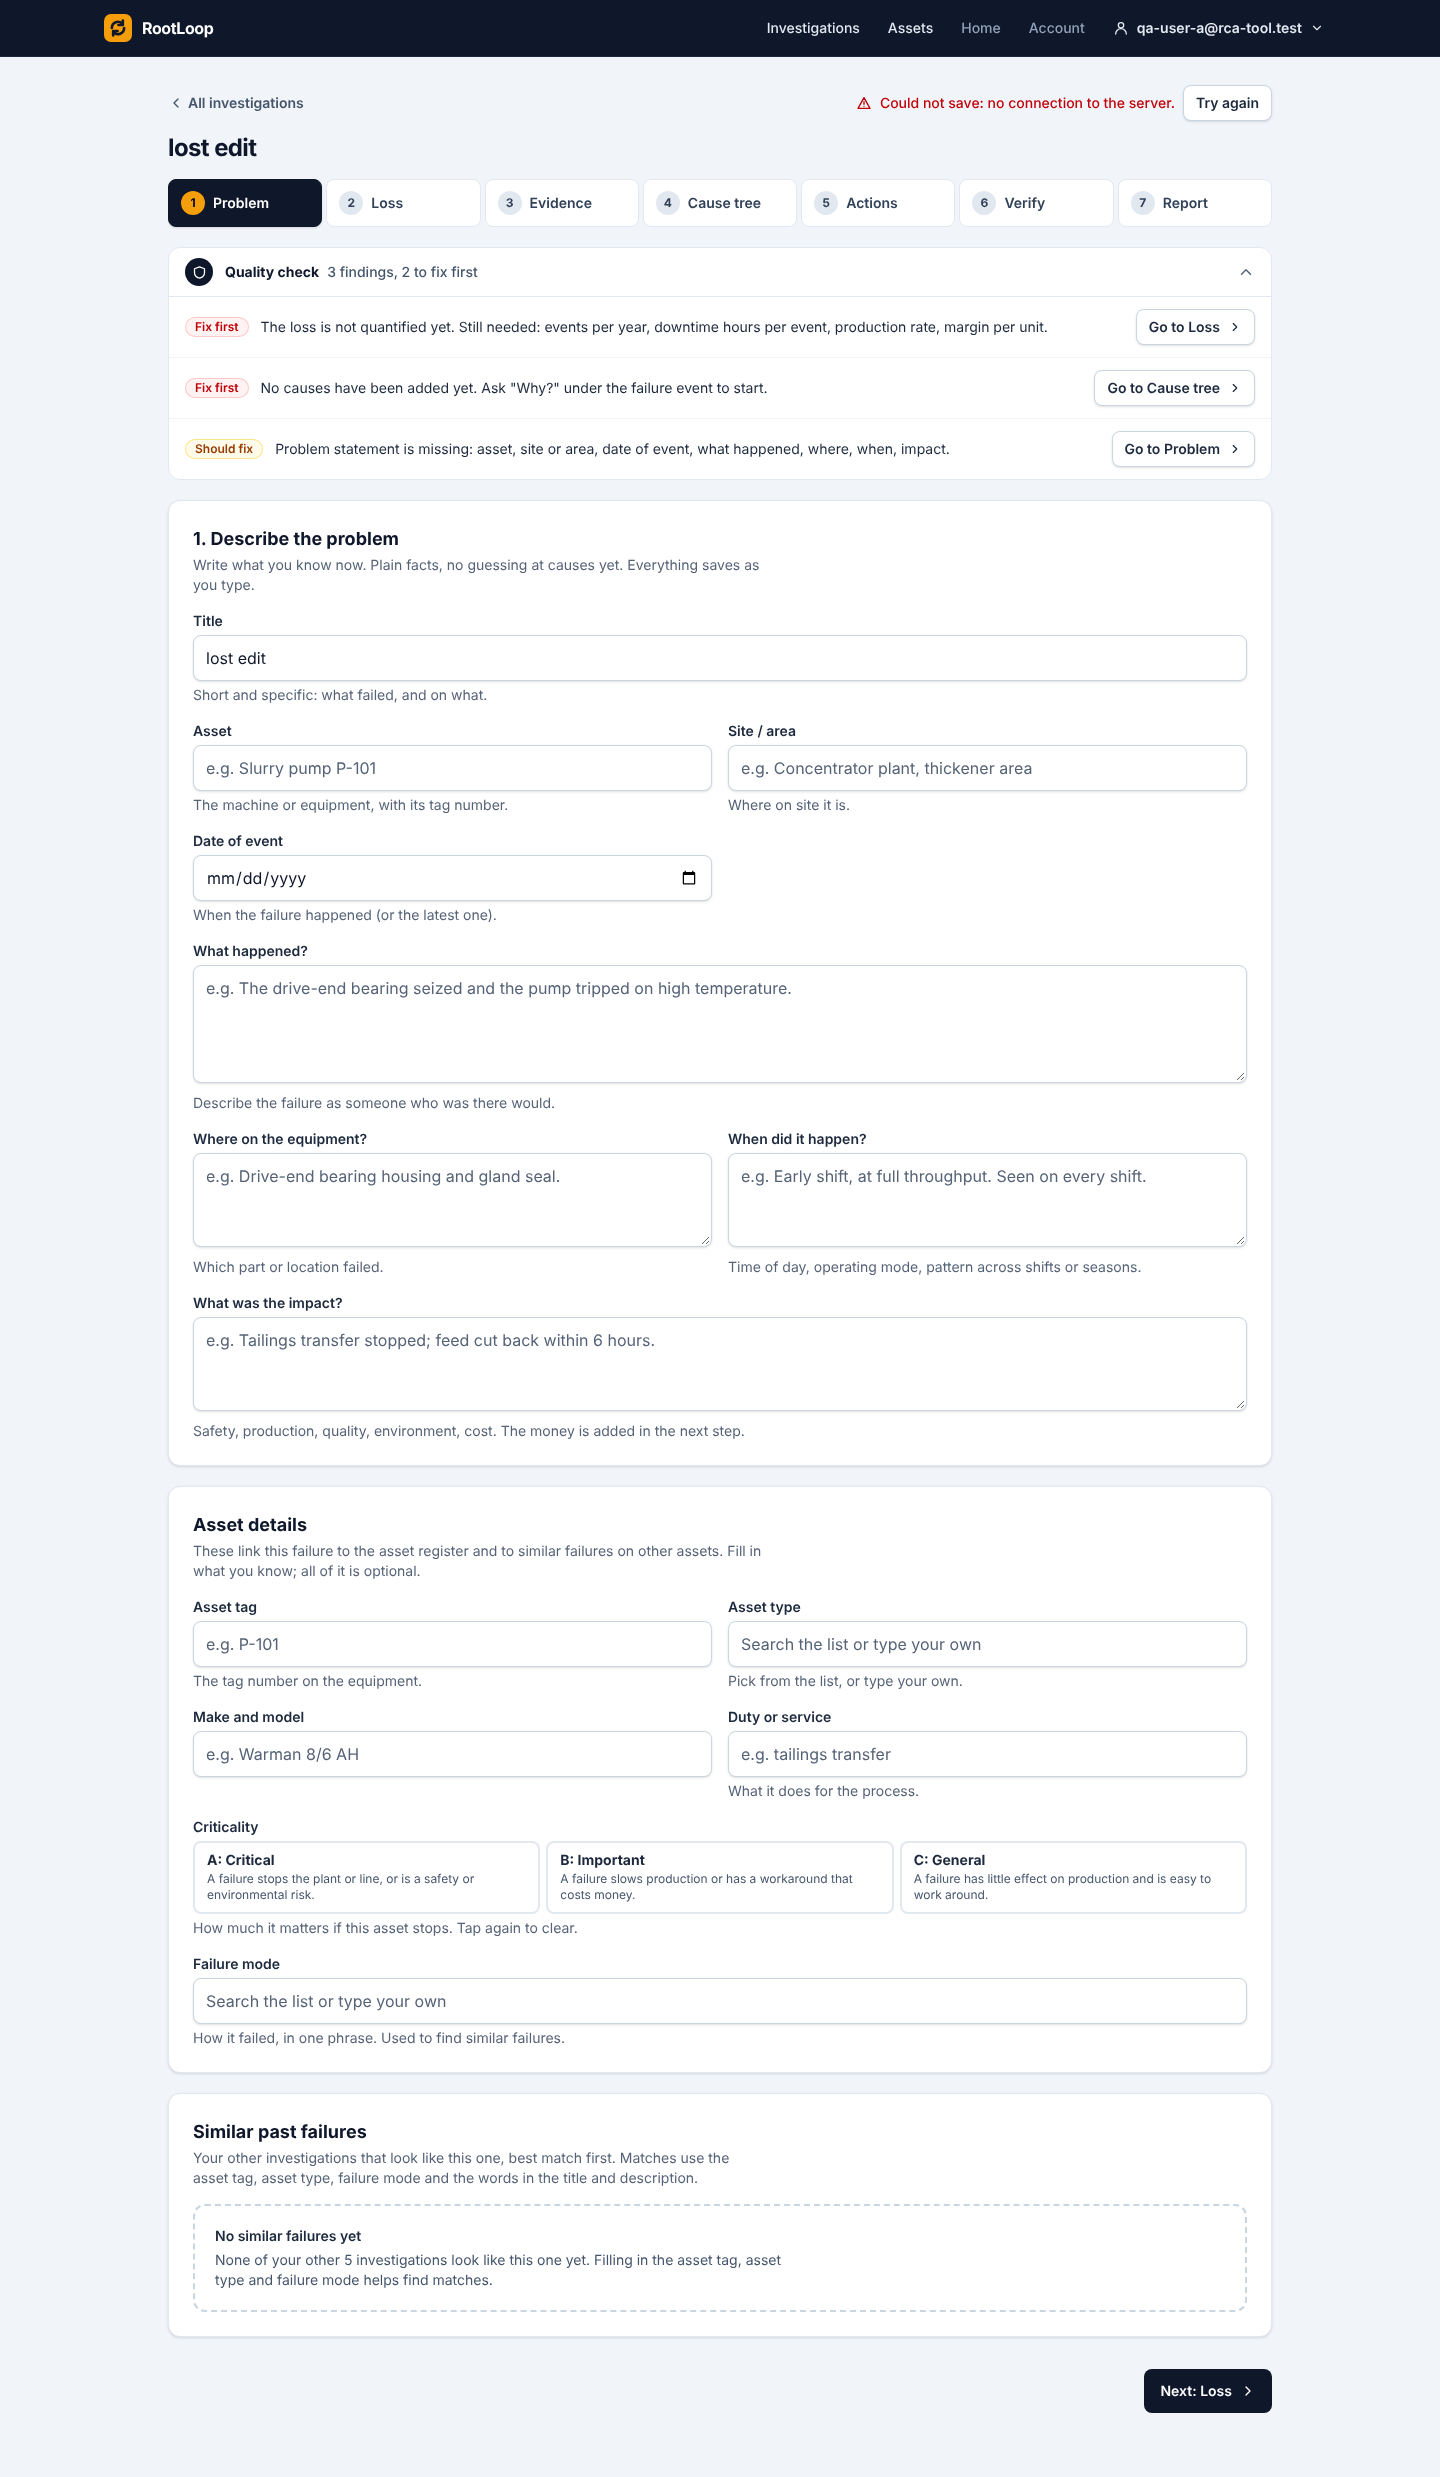 RootLoop
Investigations
Assets
Home
Account
qa-user-a@rca-tool.test
All investigations
Could not save: no connection to the server.
Try again
lost edit
1 Problem
2 Loss
3 Evidence
4 Cause tree
5 Actions
6 Verify
7 Report
Quality check 3 findings, 2 to fix first
Fix first The loss is not quantified yet. Still needed: events per year, downtime hours per event, production rate, margin per unit.
Go to Loss
Fix first No causes have been added yet. Ask "Why?" under the failure event to start.
Go to Cause tree
Should fix Problem statement is missing: asset, site or area, date of event, what happened, where, when, impact.
Go to Problem
1. Describe the problem
Write what you know now. Plain facts, no guessing at causes yet. Everything saves as
you type.
Title
lost edit
Short and specific: what failed, and on what.
Asset
e.g. Slurry pump P-101
The machine or equipment, with its tag number.
Site / area
e.g. Concentrator plant, thickener area
Where on site it is.
Date of event
mm/dd/yyyy
When the failure happened (or the latest one).
What happened?
e.g. The drive-end bearing seized and the pump tripped on high temperature.
Describe the failure as someone who was there would.
Where on the equipment?
e.g. Drive-end bearing housing and gland seal.
Which part or location failed.
When did it happen?
e.g. Early shift, at full throughput. Seen on every shift.
Time of day, operating mode, pattern across shifts or seasons.
What was the impact?
e.g. Tailings transfer stopped; feed cut back within 6 hours.
Safety, production, quality, environment, cost. The money is added in the next step.
Asset details
These link this failure to the asset register and to similar failures on other assets. Fill in
what you know; all of it is optional.
Asset tag
e.g. P-101
The tag number on the equipment.
Asset type
Search the list or type your own
Pick from the list, or type your own.
Make and model
e.g. Warman 8/6 AH
Duty or service
e.g. tailings transfer
What it does for the process.
Criticality
A: Critical
A failure stops the plant or line, or is a safety or
environmental risk.
B: Important
A failure slows production or has a workaround that
costs money.
C: General
A failure has little effect on production and is easy to
work around.
How much it matters if this asset stops. Tap again to clear.
Failure mode
Search the list or type your own
How it failed, in one phrase. Used to find similar failures.
Similar past failures
Your other investigations that look like this one, best match first. Matches use the
asset tag, asset type, failure mode and the words in the title and description.
No similar failures yet
None of your other 5 investigations look like this one yet. Filling in the asset tag, asset
type and failure mode helps find matches.
Next: Loss